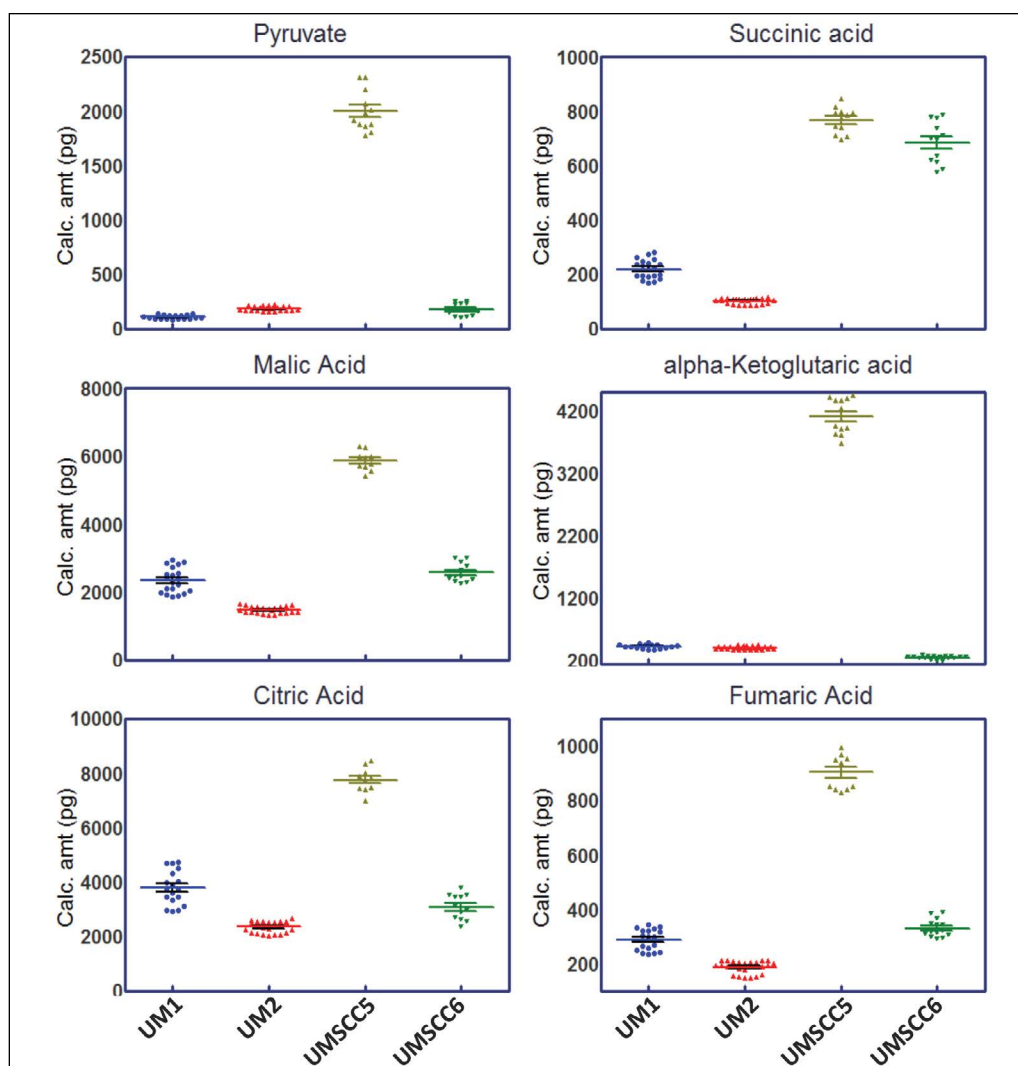 Pyruvate
Calc. amt (pg)
2500
2000
1500
1000
500
0
Succinic acid
Calc. amt (pg)
1000
800
600
400
200
0
Malic Acid
Calc. amt (pg)
8000
6000
4000
2000
0
alpha-Ketoglutaric acid
Calc. amt (pg)
4200
3200
2200
1200
200
Citric Acid
Calc. amt (pg)
10000
8000
6000
4000
2000
0
UM1
UM2
UMSCC5
UMSCC6
Fumaric Acid
Calc. amt (pg)
1000
800
600
400
200
UM1
UM2
UMSCC5
UMSCC6